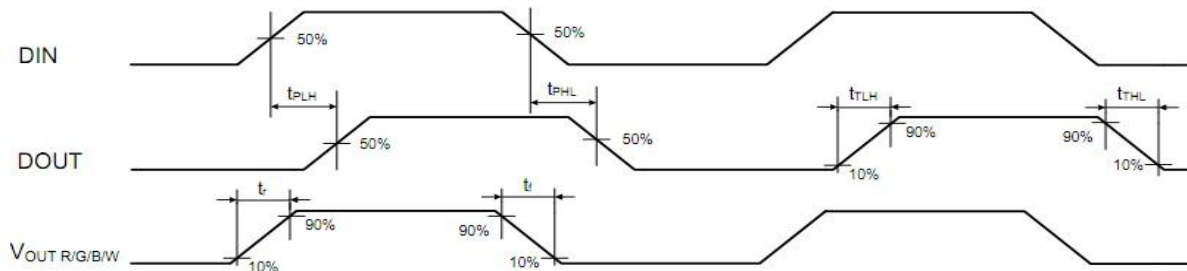 DIN
50%
50%
tPLH
tPHL
tTLH
tTHL
DOUT
50%
50%
90%
90%
10%
10%
tr
tf
VOUT R/G/B/W
90%
90%
10%
10%